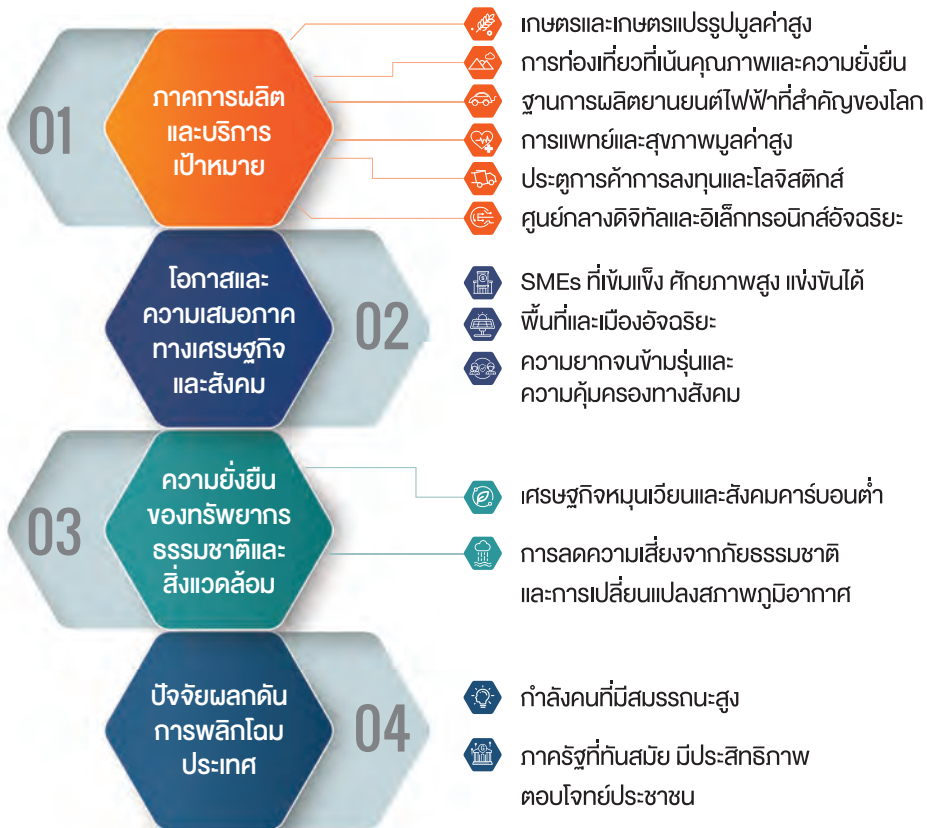 01
ภาคการผลิต
และบริการ
เป้าหมาย
เกษตรและเกษตรแปรรูปมูลค่าสูง
การท่องเที่ยวที่เน้นคุณภาพและความยั่งยืน
ฐานการผลิตยานยนต์ไฟฟ้าที่สำคัญของโลก
การแพทย์และสุขภาพมูลค่าสูง
ประตูการค้าการลงทุนและโลจิสติกส์
ศูนย์กลางดิจิทัลและอิเล็กทรอนิกส์อัจฉริยะ
โอกาสและ
ความเสมอภาค
ทางเศรษฐกิจ
และสังคม
02
SMEs ที่เข้มแข็ง ศักยภาพสูง แข่งขันได้
พื้นที่และเมืองอัจฉริยะ
ความยากจนข้ามรุ่นและ
ความคุ้มครองทางสังคม
03
ความยั่งยืน
ของทรัพยากร
ธรรมชาติและ
สิ่งแวดล้อม
เศรษฐกิจหมุนเวียนและสังคมคาร์บอนต่ำ
การลดความเสี่ยงจากภัยธรรมชาติ
และการเปลี่ยนแปลงสภาพภูมิอากาศ
ปัจจัยผลักดัน
การพลิกโฉม
ประเทศ
04
กำลังคนที่มีสมรรถนะสูง
ภาครัฐที่ทันสมัย มีประสิทธิภาพ
ตอบโจทย์ประชาชน